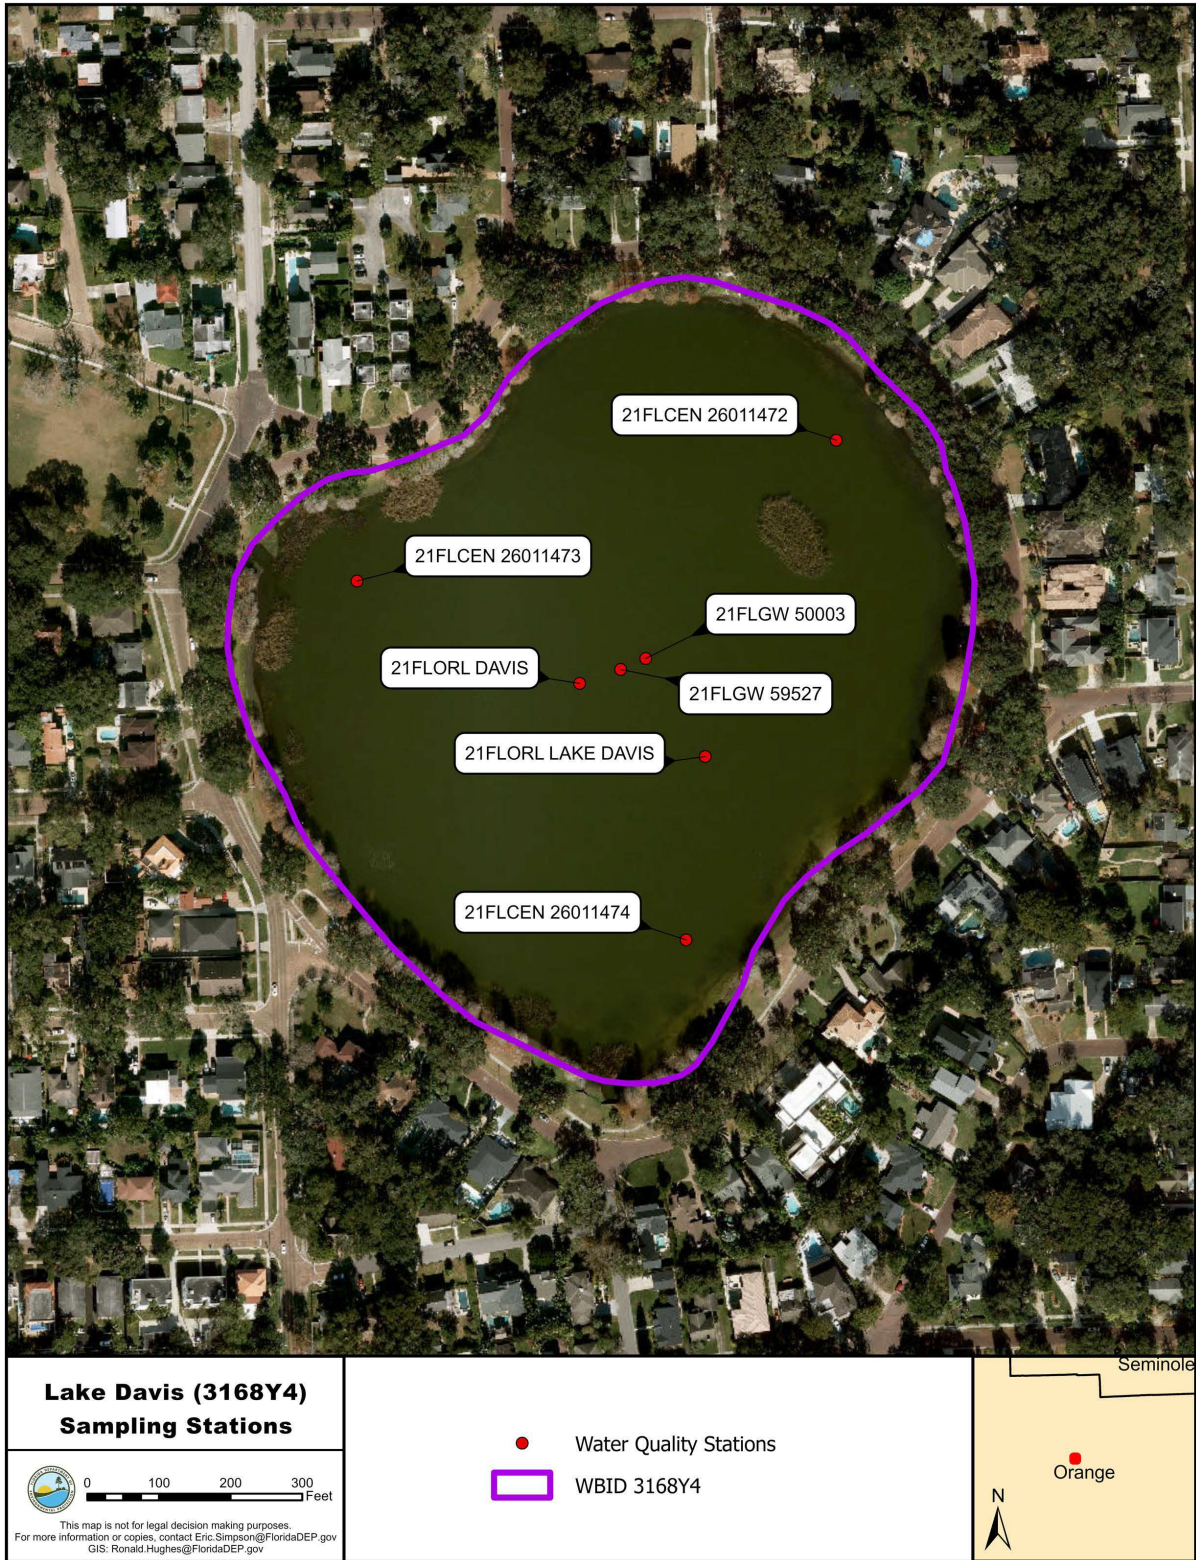 21FLCEN 26011472
21FLCEN 26011473
21FLGW 50003
21FLORL DAVIS
21FLGW 59527
21FLORL LAKE DAVIS
21FLCEN 26011474
Lake Davis (3168Y4)
Sampling Stations
0 100 200 300
Feet
This map is not for legal decision making purposes.
For more information or copies, contact Eric.Simpson@FloridaDEP.gov
GIS: Ronald.Hughes@FloridaDEP.gov
Water Quality Stations
WBID 3168Y4
Seminole
Orange
N